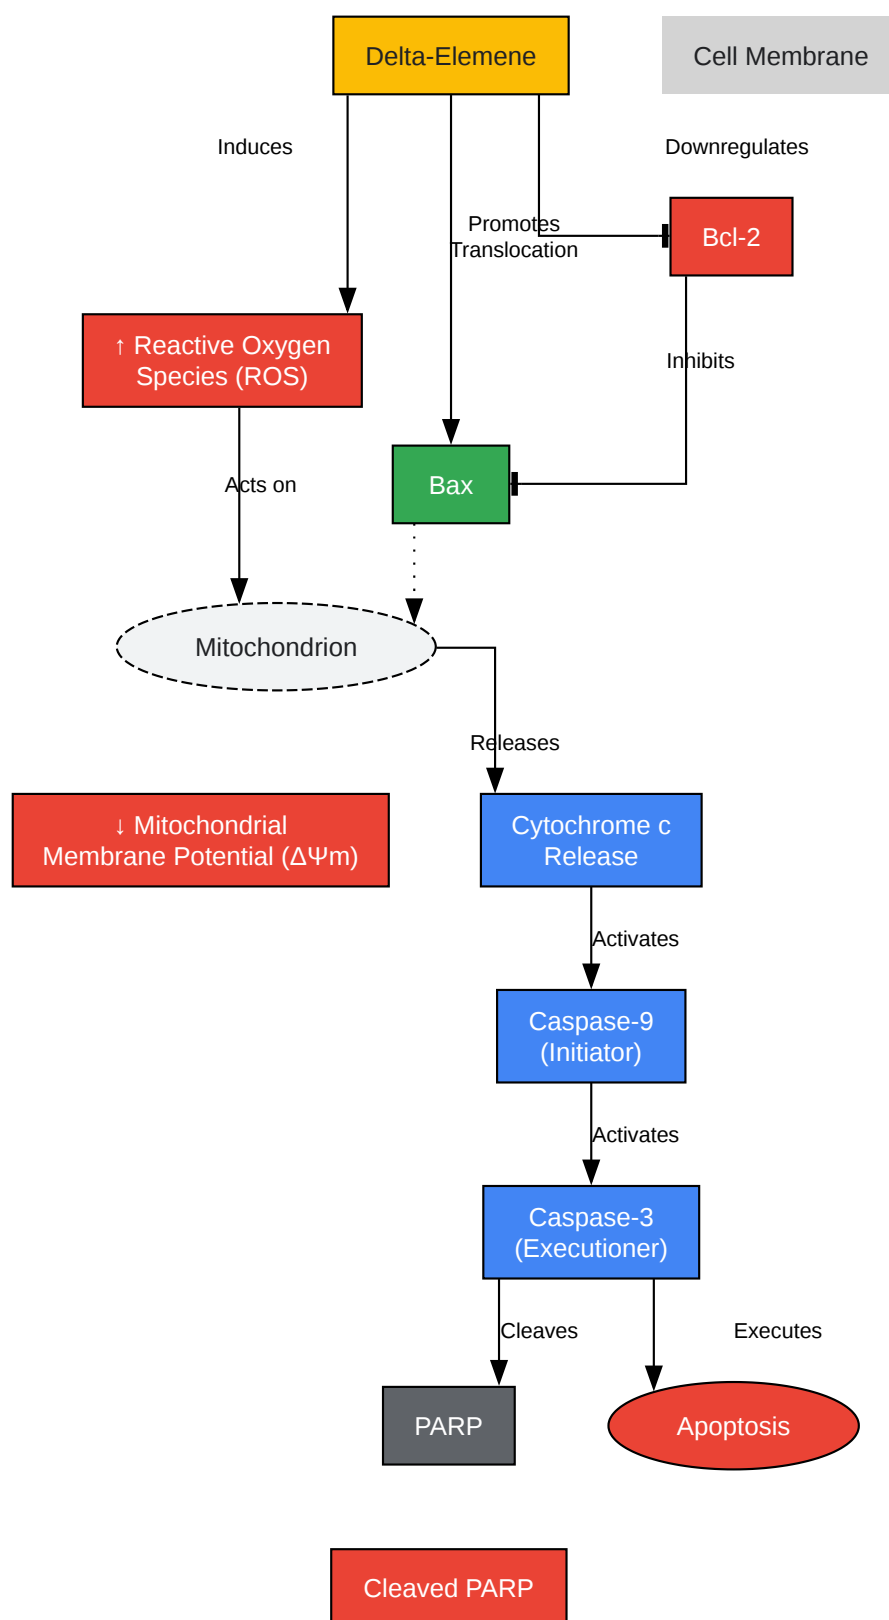 Delta-Elemene
Cell Membrane
Induces
Downregulates
Promotes
Translocation
Bcl-2
↑ Reactive Oxygen
Species (ROS)
Inhibits
Acts on
Bax
Mitochondrion
Releases
↓ Mitochondrial
Membrane Potential (ΔΨm)
Cytochrome c
Release
Activates
Caspase-9
(Initiator)
Activates
Caspase-3
(Executioner)
Cleaves
Executes
PARP
Apoptosis
Cleaved PARP